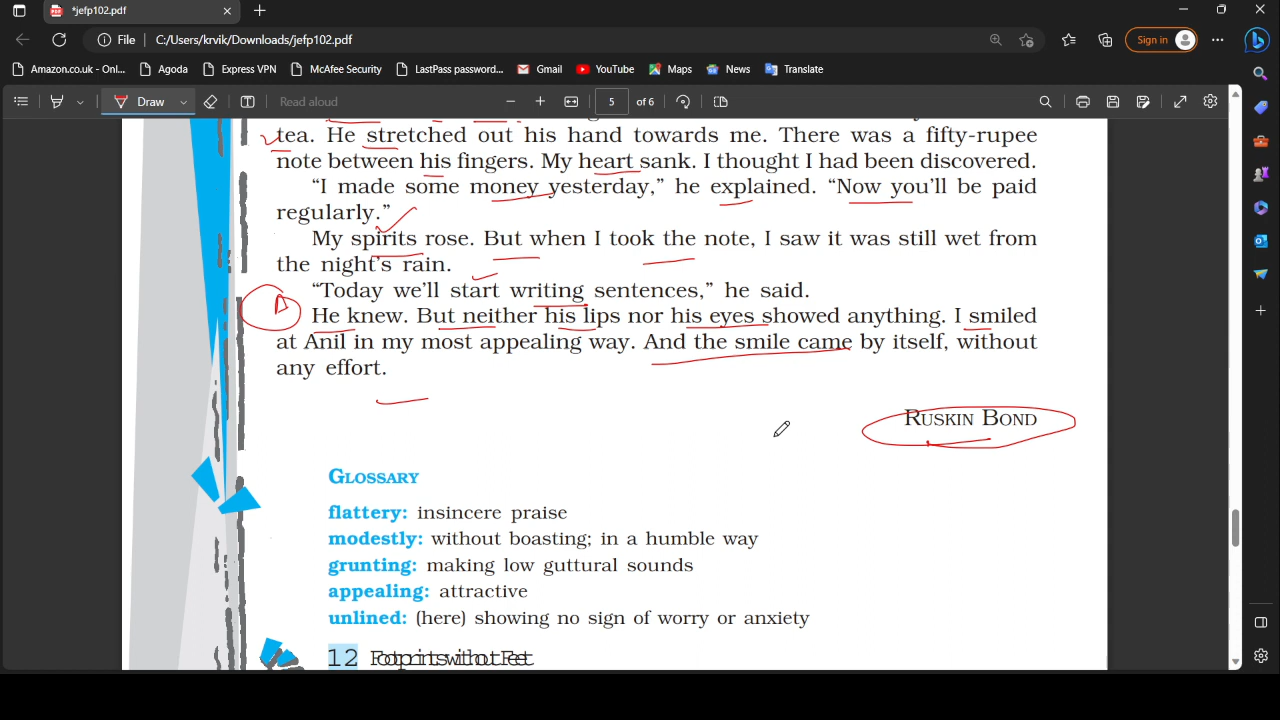 *jefp102.pdf
File C:/Users/krvik/Downloads/jefp102.pdf
Sign in
Amazon.co.uk - Onl... Agoda Express VPN McAfee Security LastPass password... Gmail YouTube Maps News Translate
Draw Read aloud 5 of 6
tea. He stretched out his hand towards me. There was a fifty-rupee
note between his fingers. My heart sank. I thought I had been discovered.
“I made some money yesterday,” he explained. “Now you’ll be paid
regularly.”
My spirits rose. But when I took the note, I saw it was still wet from
the night’s rain.
“Today we’ll start writing sentences,” he said.
He knew. But neither his lips nor his eyes showed anything. I smiled
at Anil in my most appealing way. And the smile came by itself, without
any effort.
RUSKIN BOND
GLOSSARY
flattery: insincere praise
modestly: without boasting; in a humble way
grunting: making low guttural sounds
appealing: attractive
unlined: (here) showing no sign of worry or anxiety
12 Footprints without Feet